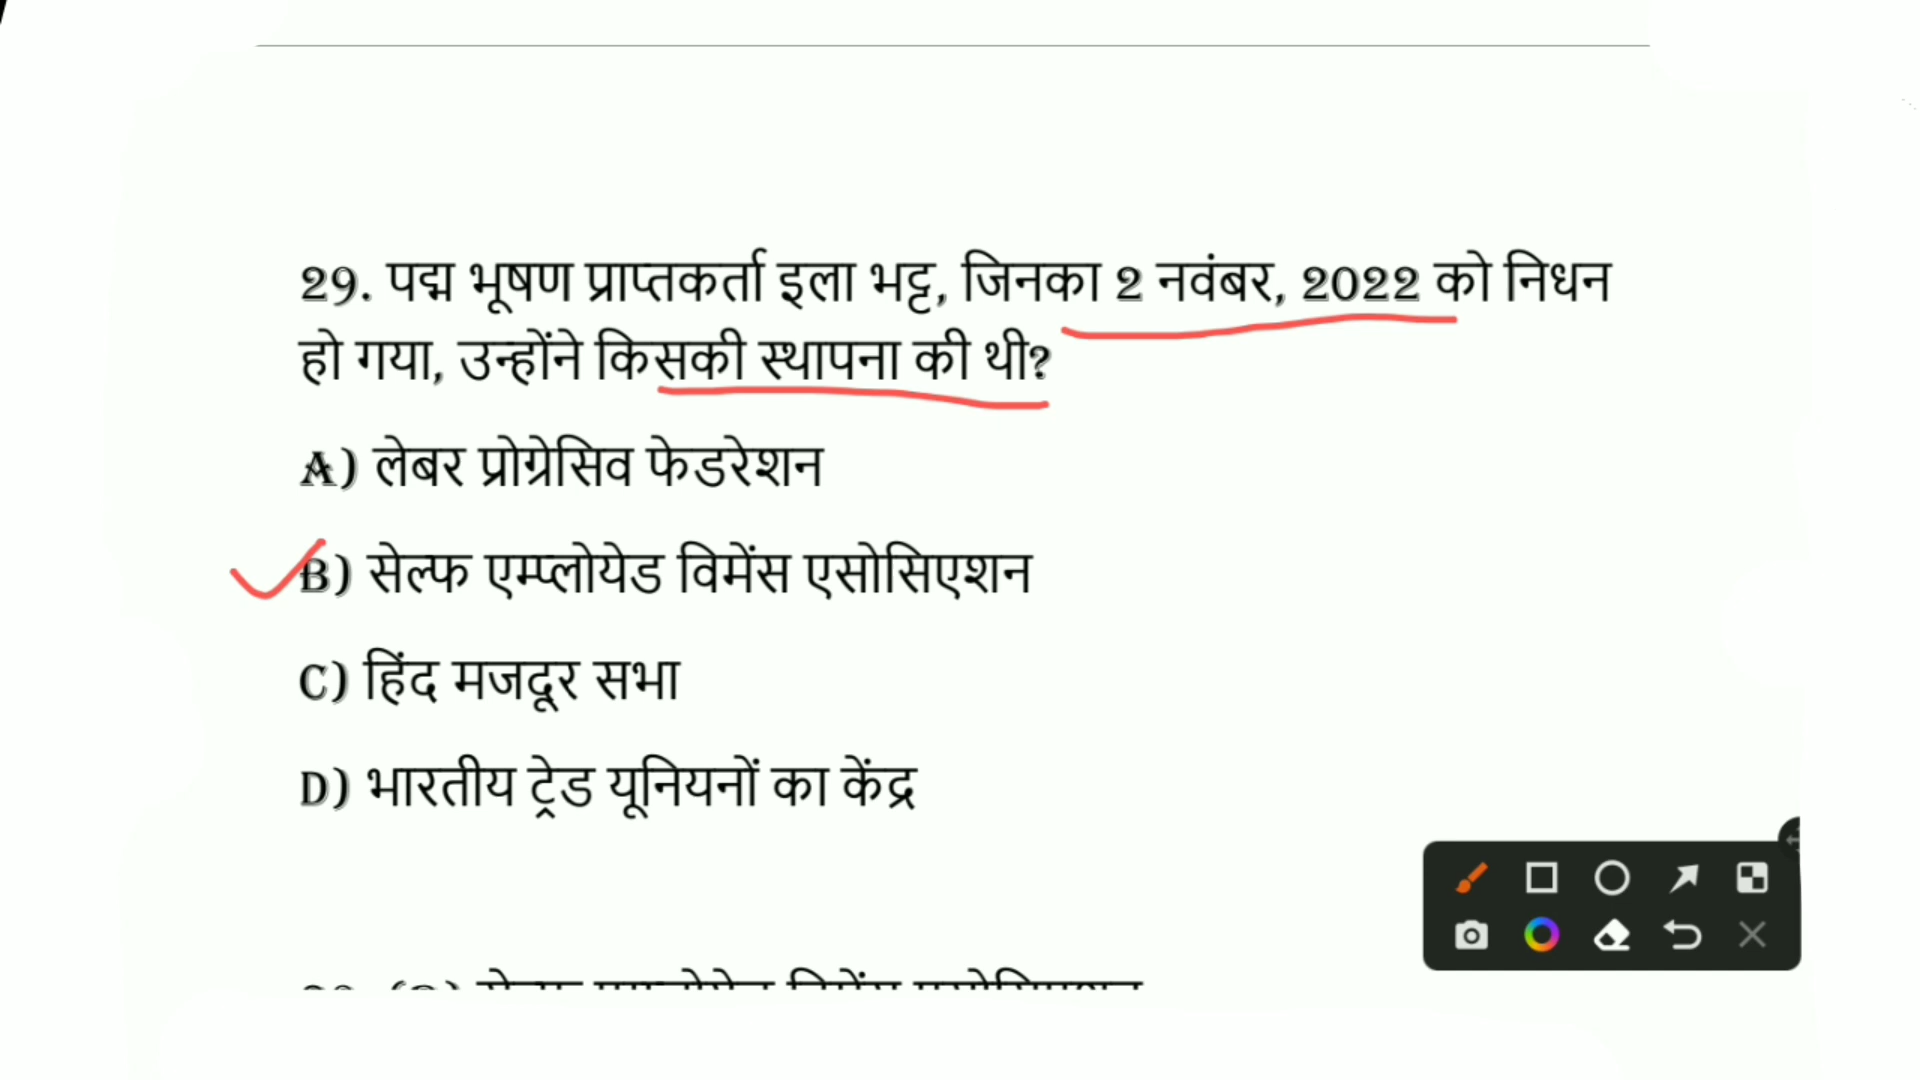 29. पद्म भूषण प्राप्तकर्ता इला भट्ट, जिनका 2 नवंबर, 2022 को निधन
हो गया, उन्होंने किसकी स्थापना की थी?
A) लेबर प्रोग्रेसिव फेडरेशन
B) सेल्फ एम्प्लोयेड विमेंस एसोसिएशन
C) हिंद मजदूर सभा
D) भारतीय ट्रेड यूनियनों का केंद्र